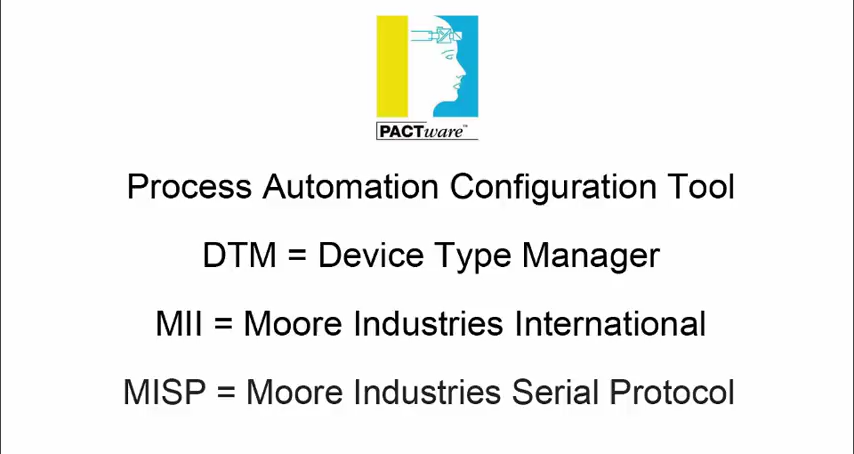 PACTware™
Process Automation Configuration Tool
DTM = Device Type Manager
MII = Moore Industries International
MISP = Moore Industries Serial Protocol